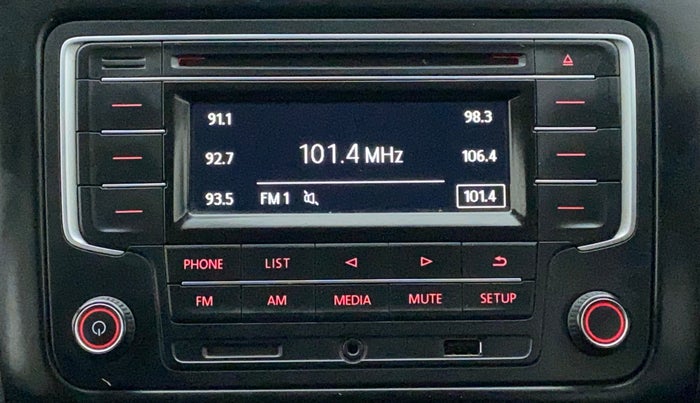 91.1 98.3
92.7 101.4 MHz 106.4
93.5 FM 1 101.4
PHONE LIST
FM AM MEDIA MUTE SETUP